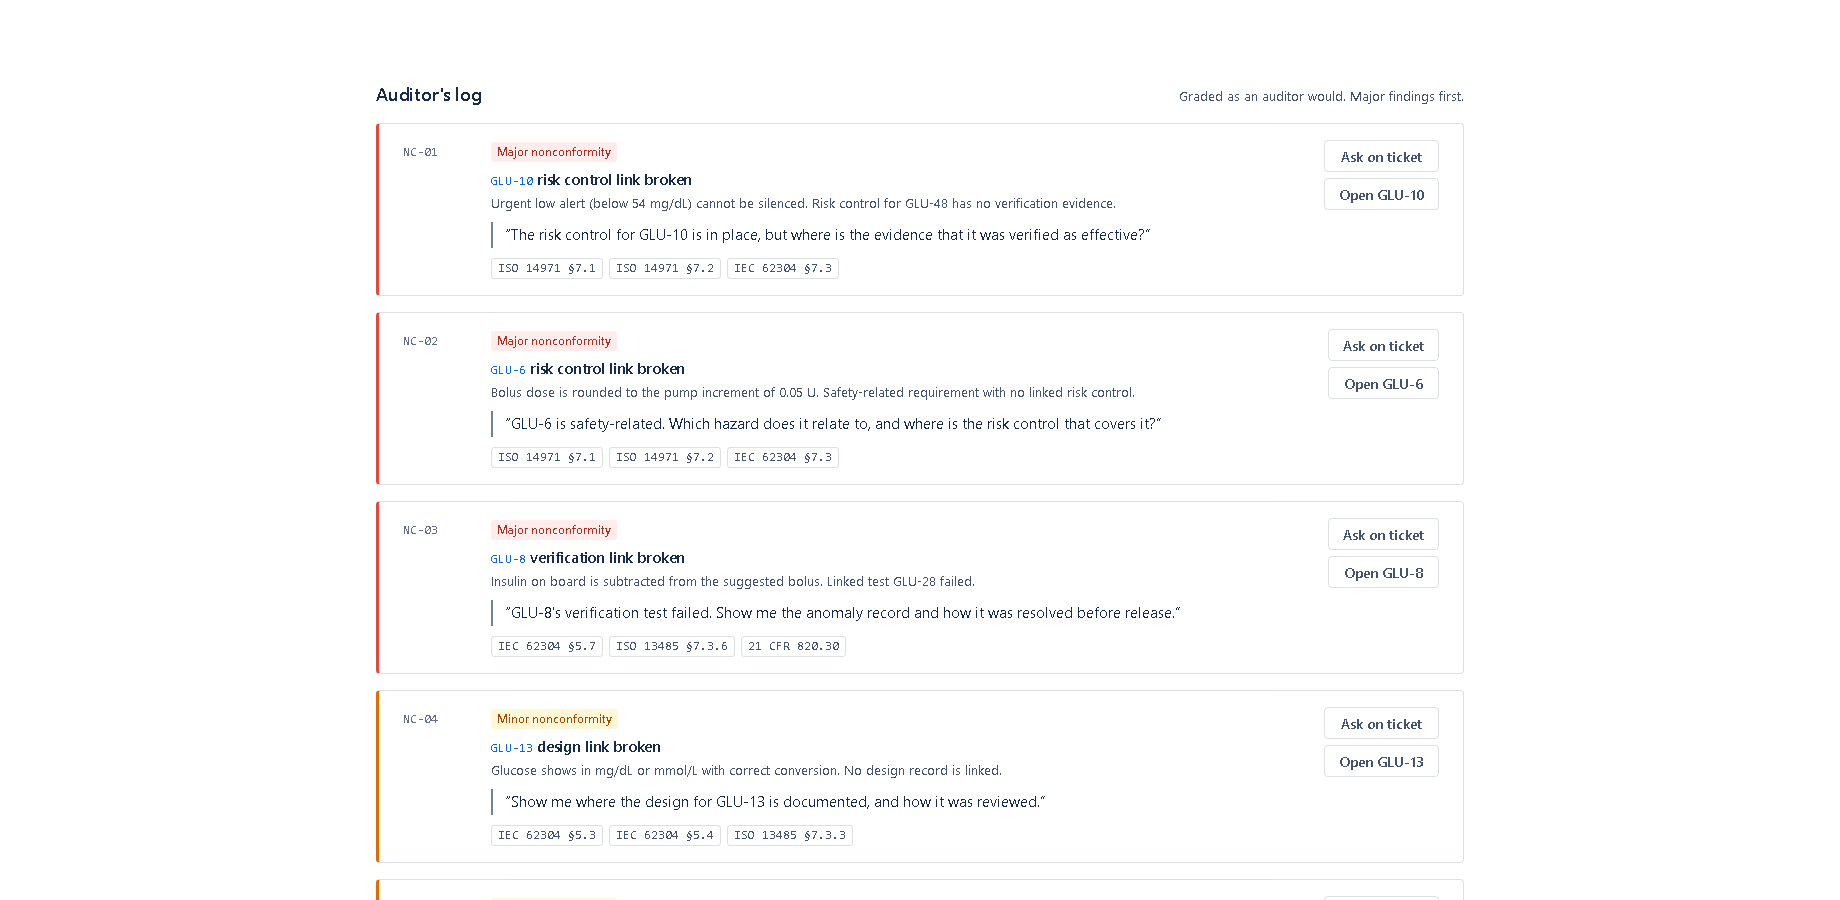 Auditor's log
Graded as an auditor would. Major findings first.
NC-01
Major nonconformity
GLU-10 risk control link broken
Urgent low alert (below 54 mg/dL) cannot be silenced. Risk control for GLU-48 has no verification evidence.
"The risk control for GLU-10 is in place, but where is the evidence that it was verified as effective?"
ISO 14971 §7.1 ISO 14971 §7.2 IEC 62304 §7.3
Ask on ticket
Open GLU-10
NC-02
Major nonconformity
GLU-6 risk control link broken
Bolus dose is rounded to the pump increment of 0.05 U. Safety-related requirement with no linked risk control.
"GLU-6 is safety-related. Which hazard does it relate to, and where is the risk control that covers it?"
ISO 14971 §7.1 ISO 14971 §7.2 IEC 62304 §7.3
Ask on ticket
Open GLU-6
NC-03
Major nonconformity
GLU-8 verification link broken
Insulin on board is subtracted from the suggested bolus. Linked test GLU-28 failed.
"GLU-8's verification test failed. Show me the anomaly record and how it was resolved before release."
IEC 62304 §5.7 ISO 13485 §7.3.6 21 CFR 820.30
Ask on ticket
Open GLU-8
NC-04
Minor nonconformity
GLU-13 design link broken
Glucose shows in mg/dL or mmol/L with correct conversion. No design record is linked.
"Show me where the design for GLU-13 is documented, and how it was reviewed."
IEC 62304 §5.3 IEC 62304 §5.4 ISO 13485 §7.3.3
Ask on ticket
Open GLU-13